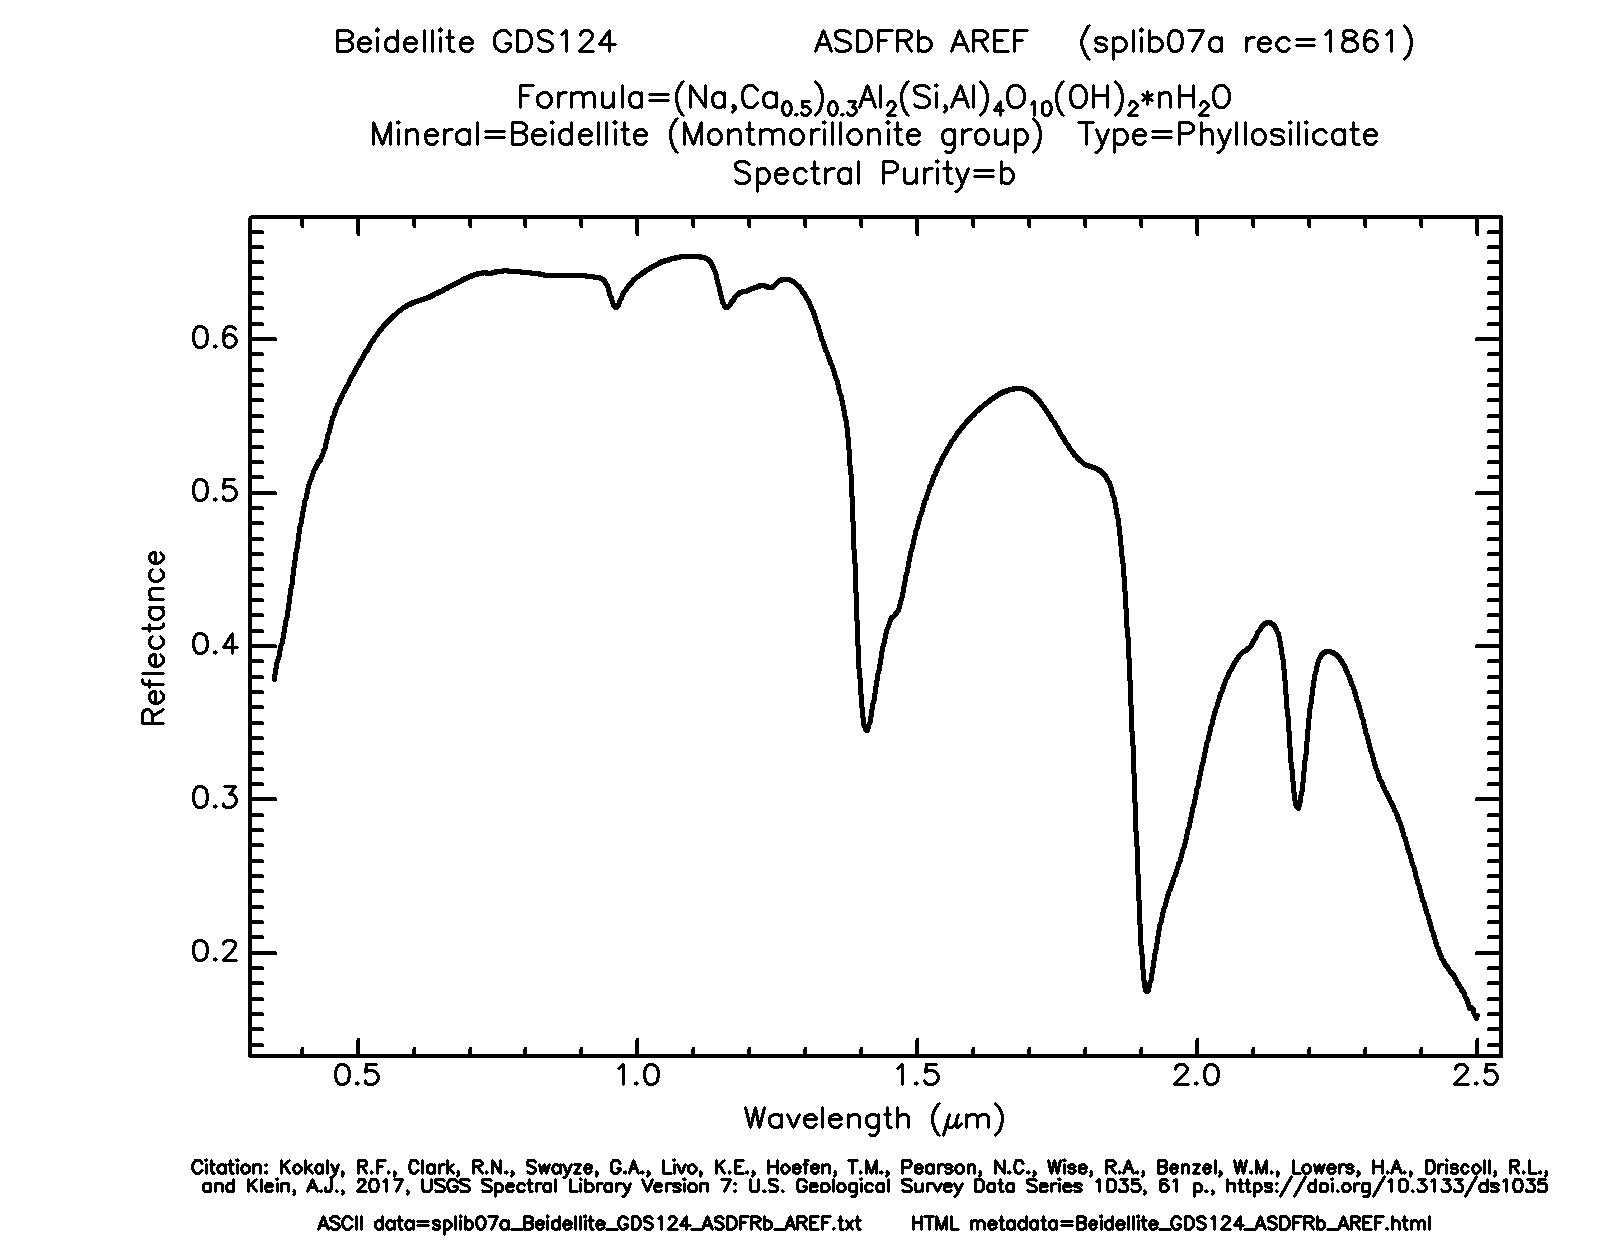 Beidellite GDS124 ASDFRb AREF (splib07a rec=1861)
Formula=(Na,Ca0.5)0.3Al2(Si,Al)4O10(OH)2*nH2O
Mineral=Beidellite (Montmorillonite group) Type=Phyllosilicate
Spectral Purity=b
0.6
0.5
0.4
0.3
0.2
Reflectance
0.5 1.0 1.5 2.0 2.5
Wavelength (μm)
Citation: Kokaly, R.F., Clark, R.N., Swayze, G.A., Livo, K.E., Hoefen, T.M., Pearson, N.C., Wise, R.A., Benzel, W.M., Lowers, H.A., Driscoll, R.L.,
and Klein, A.J., 2017, USGS Spectral Library Version 7: U.S. Geological Survey Data Series 1035, 61 p., https://doi.org/10.3133/ds1035
ASCII data=splib07a_Beidellite_GDS124_ASDFRb_AREF.txt HTML metadata=Beidellite_GDS124_ASDFRb_AREF.html